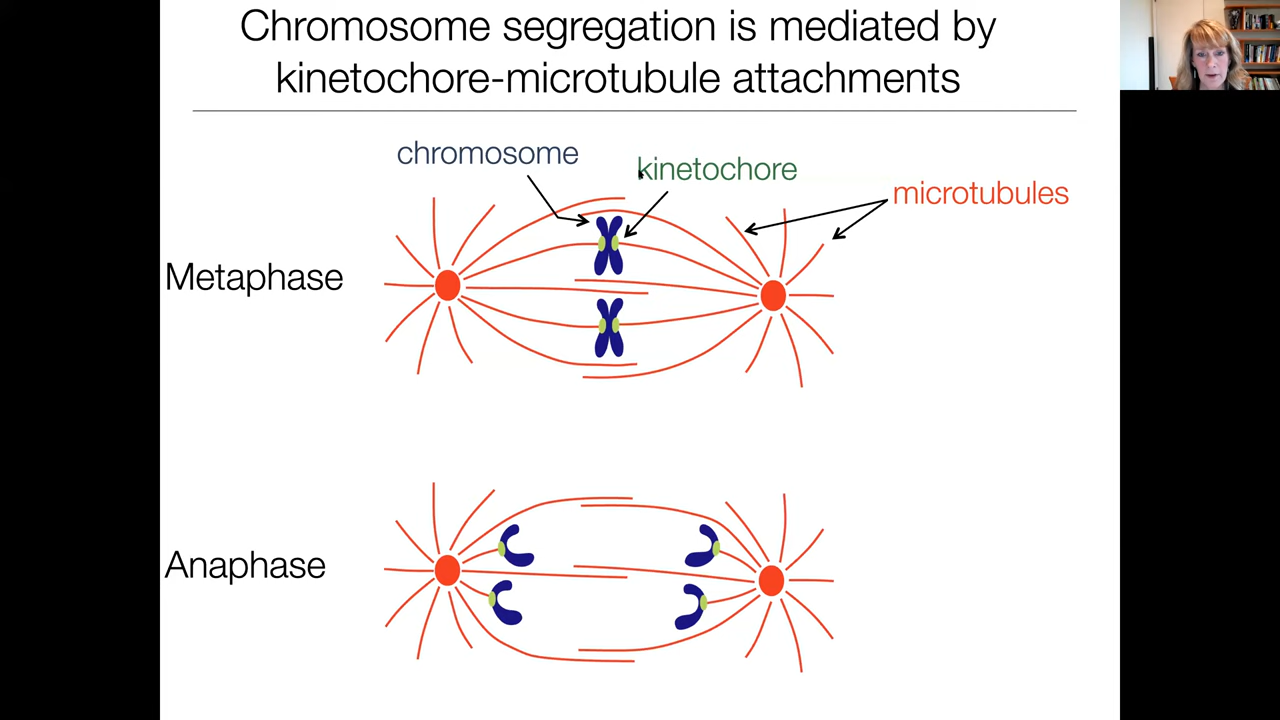 Chromosome segregation is mediated by
kinetochore-microtubule attachments
chromosome
kinetochore
microtubules
Metaphase
Anaphase